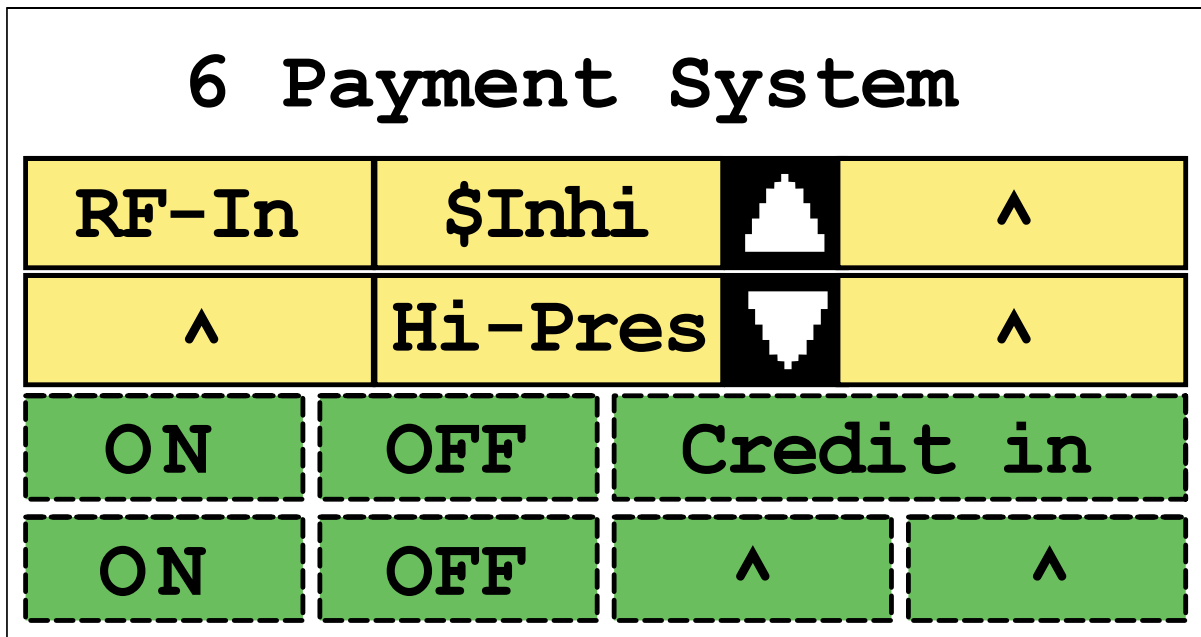 6 Payment System
RF-In $Inhi ^
^ Hi-Pres ^
ON OFF Credit in
ON OFF ^ ^